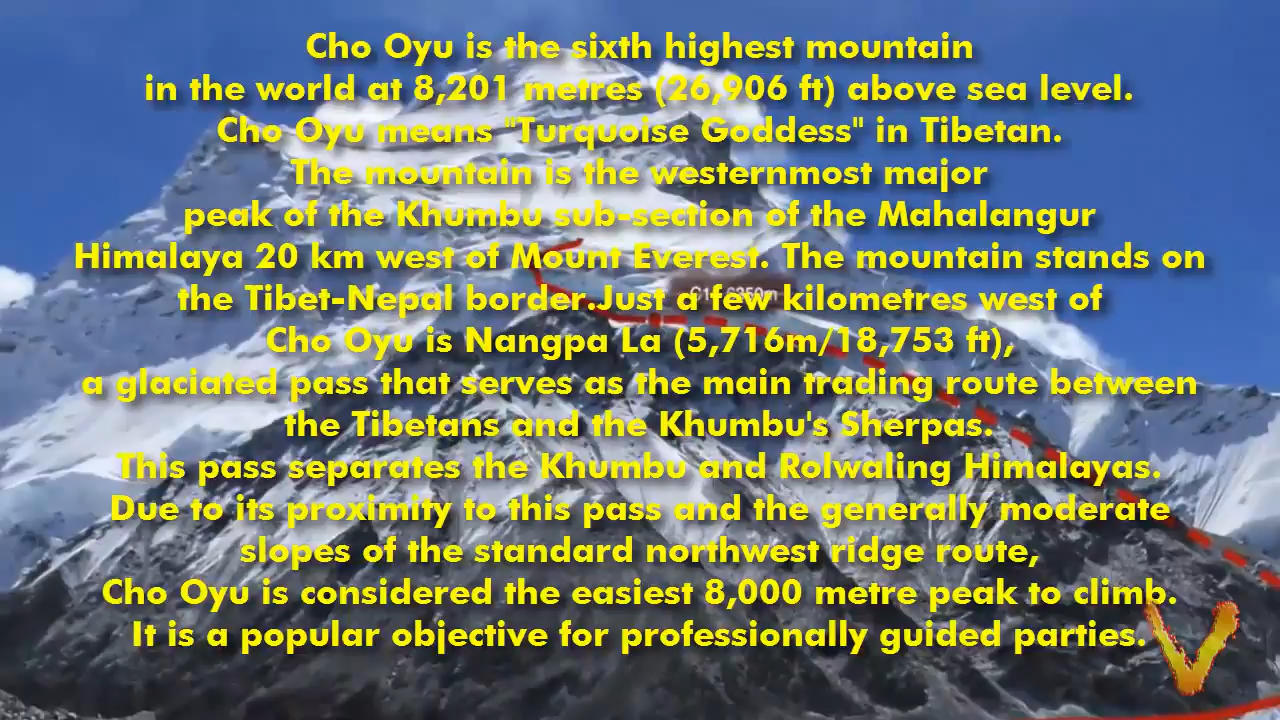 Cho Oyu is the sixth highest mountain
in the world at 8,201 metres (26,906 ft) above sea level.
Cho Oyu means "Turquoise Goddess" in Tibetan.
The mountain is the westernmost major
peak of the Khumbu sub-section of the Mahalangur
Himalaya 20 km west of Mount Everest. The mountain stands on
the Tibet-Nepal border.Just a few kilometres west of
C1 6350m
Cho Oyu is Nangpa La (5,716m/18,753 ft),
a glaciated pass that serves as the main trading route between
the Tibetans and the Khumbu's Sherpas.
This pass separates the Khumbu and Rolwaling Himalayas.
Due to its proximity to this pass and the generally moderate
slopes of the standard northwest ridge route,
Cho Oyu is considered the easiest 8,000 metre peak to climb.
It is a popular objective for professionally guided parties.
V